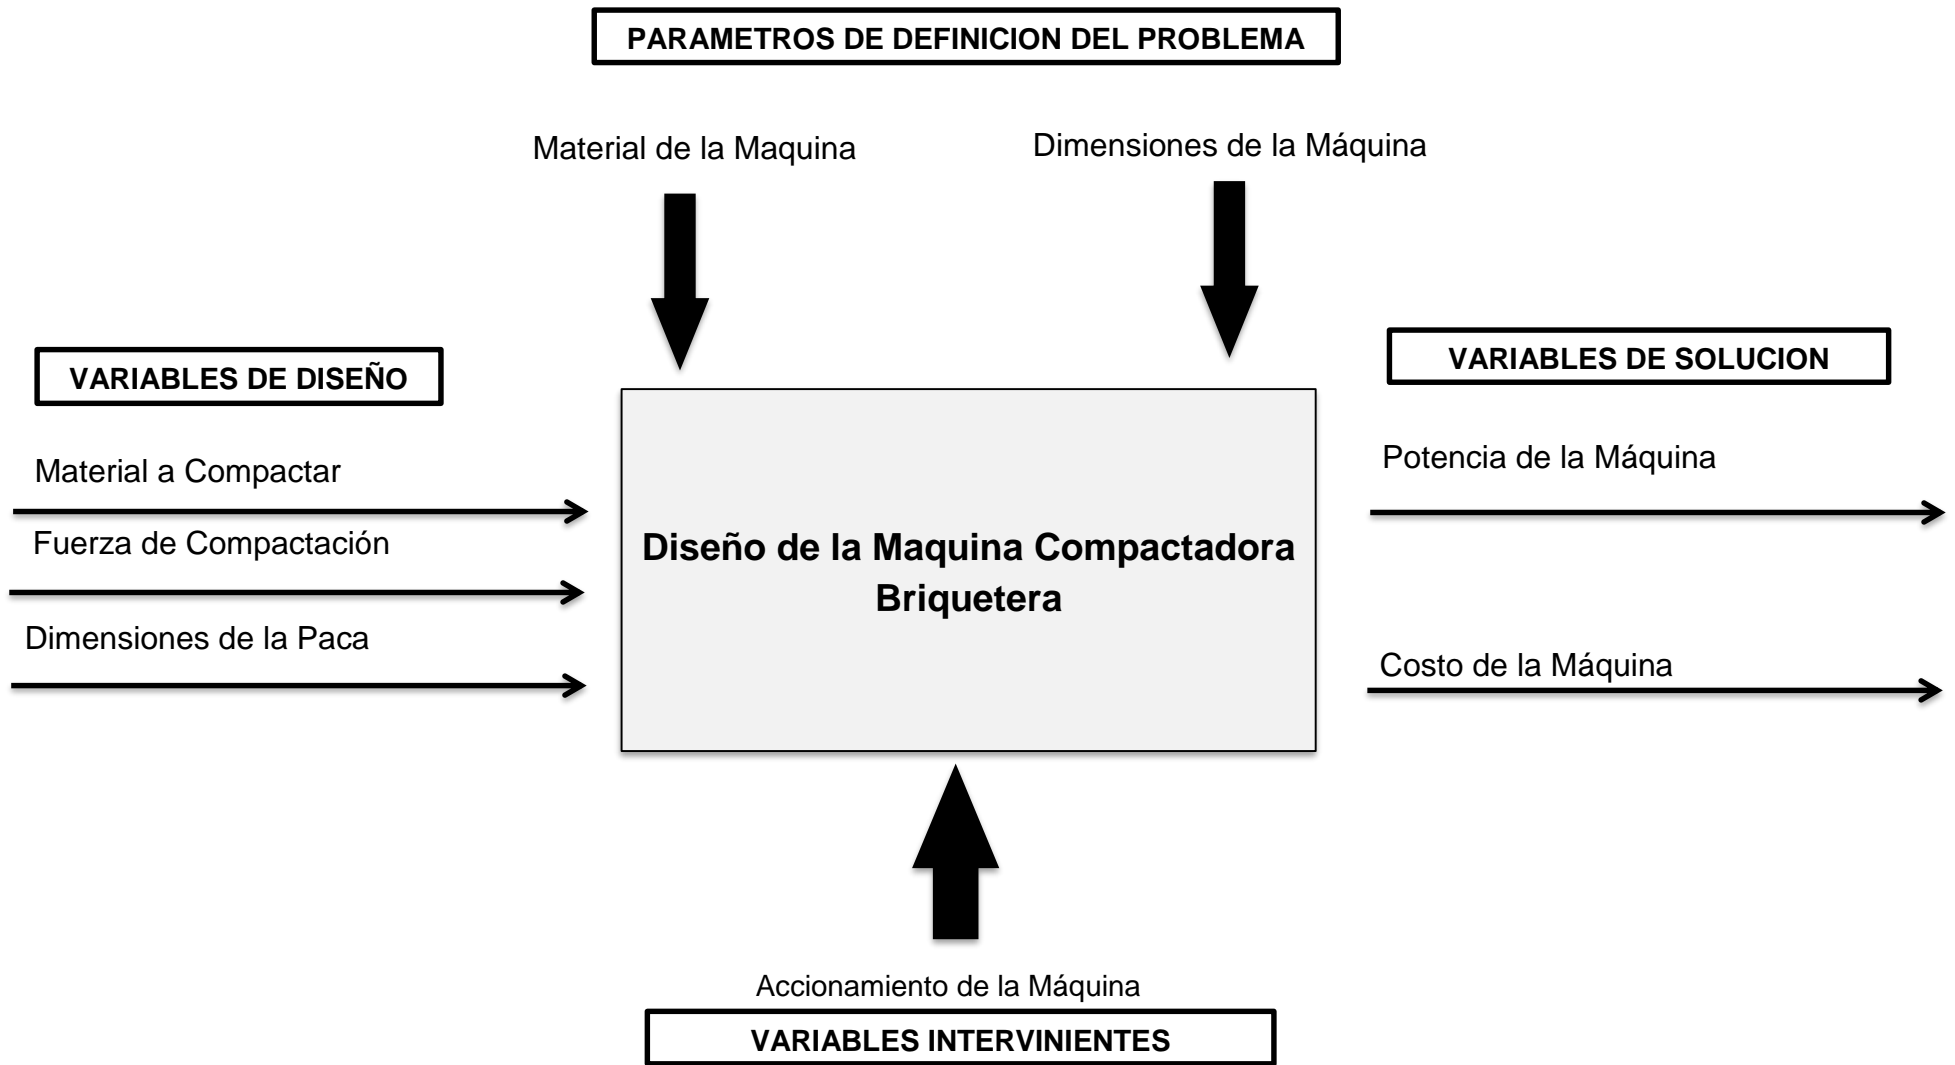 PARAMETROS DE DEFINICION DEL PROBLEMA
Material de la Maquina
Dimensiones de la Máquina
VARIABLES DE DISEÑO
VARIABLES DE SOLUCION
Material a Compactar
Potencia de la Máquina
Fuerza de Compactación
Diseño de la Maquina Compactadora
Briquetera
Dimensiones de la Paca
Costo de la Máquina
Accionamiento de la Máquina
VARIABLES INTERVINIENTES